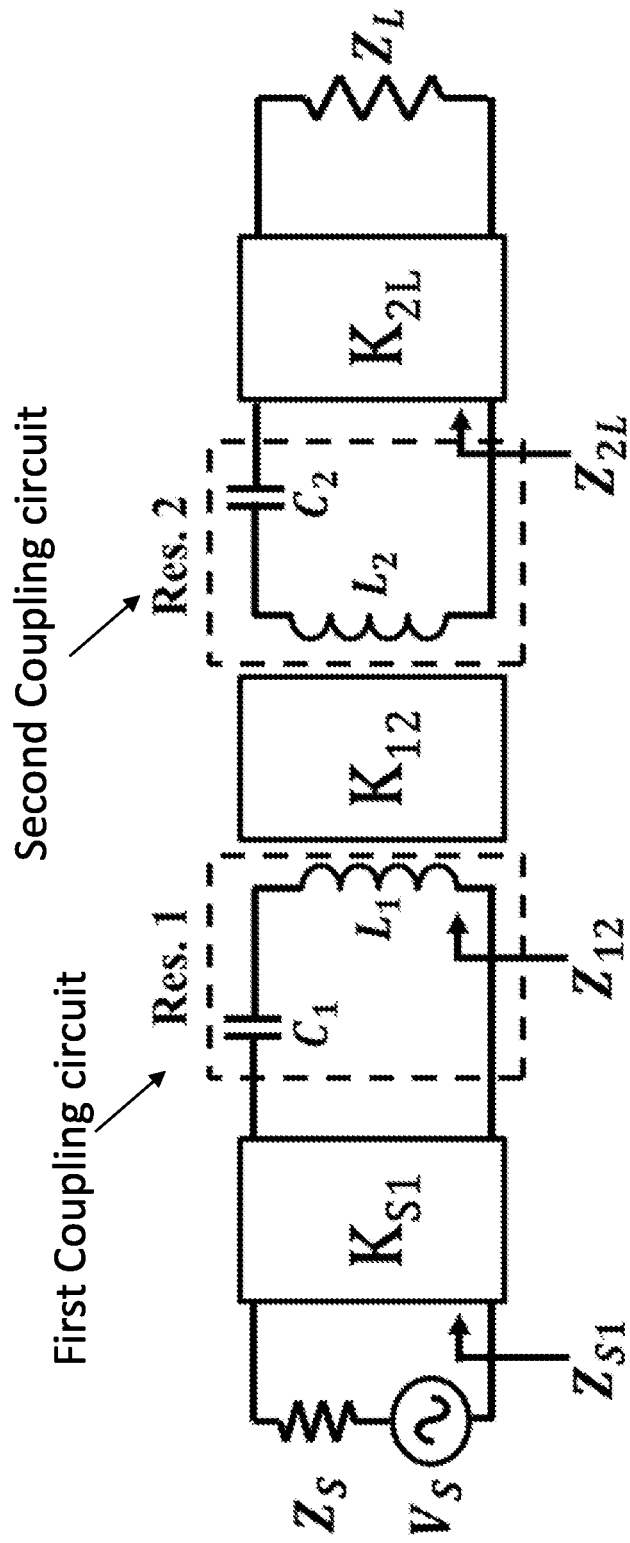 First Coupling circuit
Second Coupling circuit
Res. 1
Res. 2
Z_S
V_S
Z_S1
K_S1
C_1
L_1
Z_12
K_12
L_2
C_2
Z_2L
K_2L
Z_L